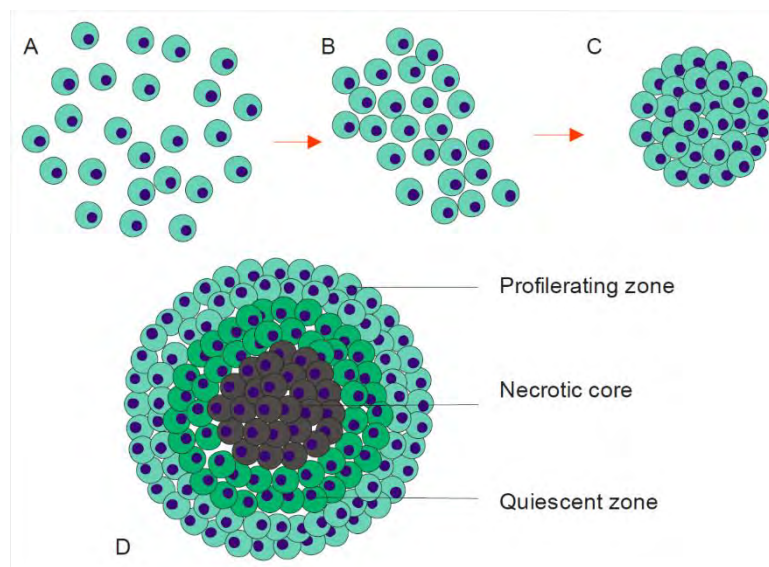 A
B
C
Profilerating zone
Necrotic core
Quiescent zone
D